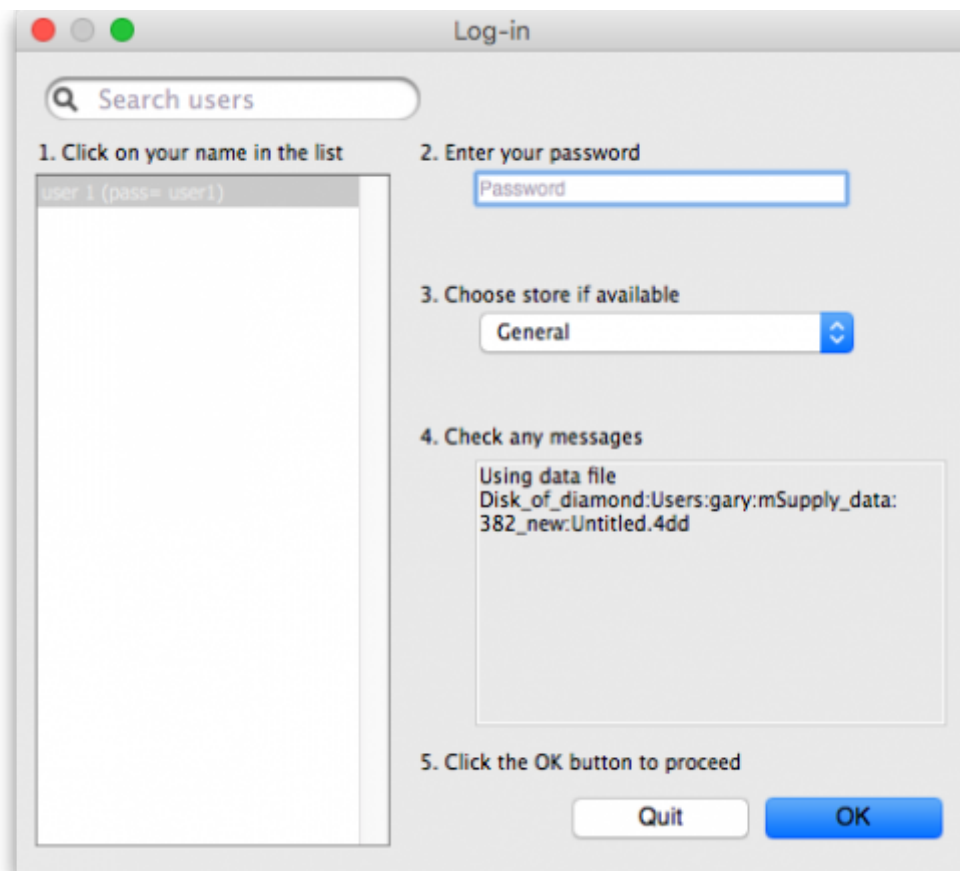 Log-in
Search users
1. Click on your name in the list
user 1 (pass= user1)
2. Enter your password
Password
3. Choose store if available
General
4. Check any messages
Using data file
Disk_of_diamond:Users:gary:mSupply_data:
382_new:Untitled.4dd
5. Click the OK button to proceed
Quit
OK